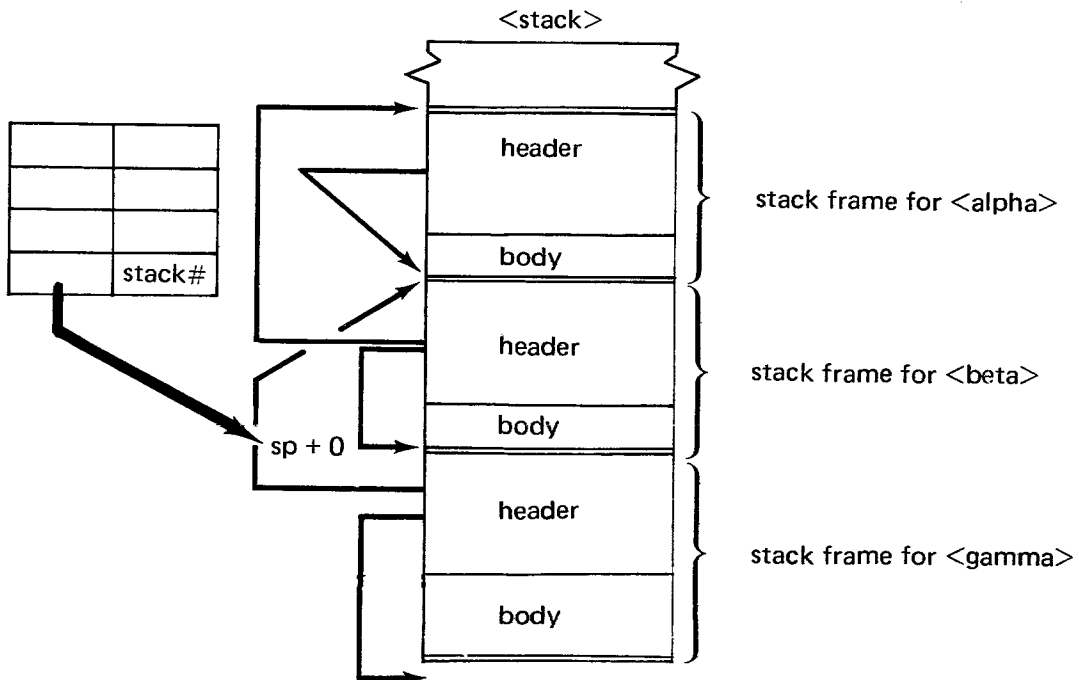 <stack>
header
stack frame for <alpha>
body
stack#
header
stack frame for <beta>
body
sp + 0
header
stack frame for <gamma>
body